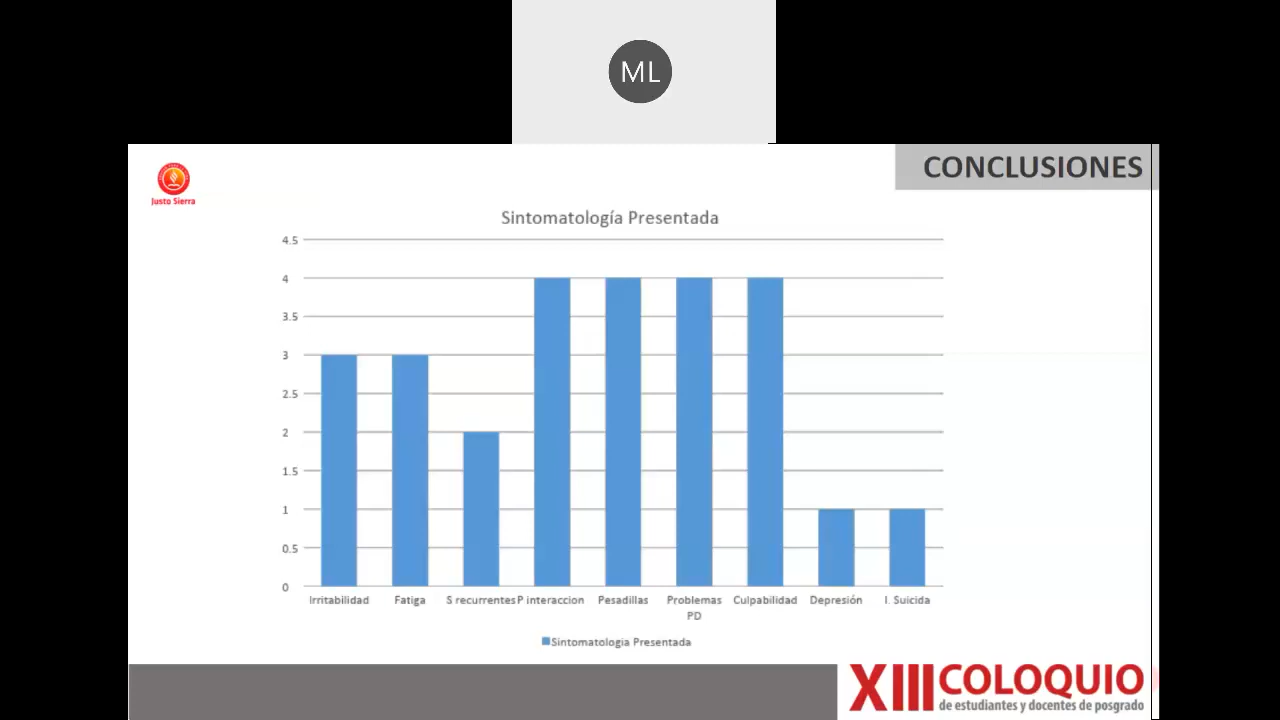 ML
CONCLUSIONES
Justo Sierra
Sintomatología Presentada
4.5
4
3.5
3
2.5
2
1.5
1
0.5
0
Irritabilidad Fatiga S recurrentes P interaccion Pesadillas Problemas PD Culpabilidad Depresión I. Suicida
Sintomatologia Presentada
XIII COLOQUIO
de estudiantes y docentes de posgrado